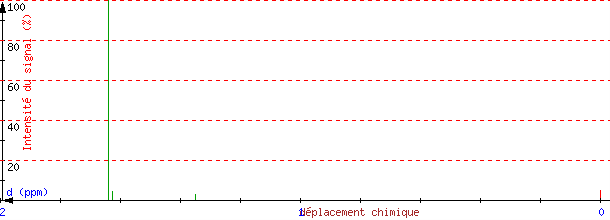 100
80
60
40
20
Intensité du signal (%)
d (ppm)
2
1
0
déplacement chimique